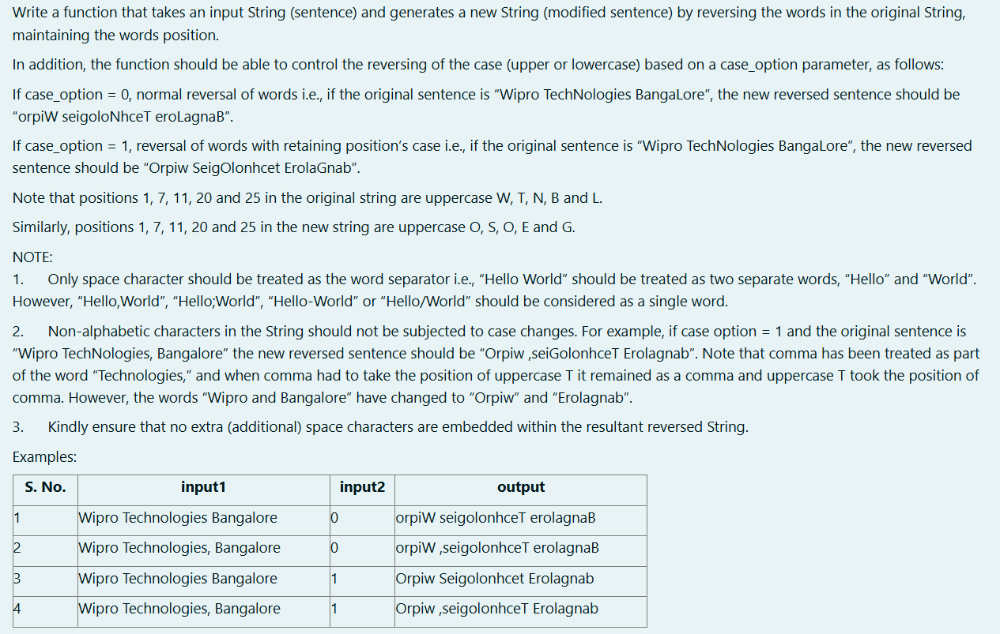 Write a function that takes an input String (sentence) and generates a new String (modified sentence) by reversing the words in the original String,
maintaining the words position.
In addition, the function should be able to control the reversing of the case (upper or lowercase) based on a case_option parameter, as follows:
If case_option = 0, normal reversal of words i.e., if the original sentence is “Wipro TechNologies BangaLore”, the new reversed sentence should be
“orpiW seigoloNhceT eroLagnaB”.
If case_option = 1, reversal of words with retaining position’s case i.e., if the original sentence is “Wipro TechNologies BangaLore”, the new reversed
sentence should be “Orpiw SeigOlonhcet ErolaGnab”.
Note that positions 1, 7, 11, 20 and 25 in the original string are uppercase W, T, N, B and L.
Similarly, positions 1, 7, 11, 20 and 25 in the new string are uppercase O, S, O, E and G.
NOTE:
1. Only space character should be treated as the word separator i.e., “Hello World” should be treated as two separate words, “Hello” and “World”.
However, “Hello,World”, “Hello;World”, “Hello-World” or “Hello/World” should be considered as a single word.
2. Non-alphabetic characters in the String should not be subjected to case changes. For example, if case option = 1 and the original sentence is
“Wipro TechNologies, Bangalore” the new reversed sentence should be “Orpiw ,seiGolonhceT Erolagnab”. Note that comma has been treated as part
of the word “Technologies,” and when comma had to take the position of uppercase T it remained as a comma and uppercase T took the position of
comma. However, the words “Wipro and Bangalore” have changed to “Orpiw” and “Erolagnab”.
3. Kindly ensure that no extra (additional) space characters are embedded within the resultant reversed String.
Examples:
S. No. input1 input2 output
1 Wipro Technologies Bangalore 0 orpiW seigolonhceT erolagnaB
2 Wipro Technologies, Bangalore 0 orpiW ,seigolonhceT erolagnaB
3 Wipro Technologies Bangalore 1 Orpiw Seigolonhcet Erolagnab
4 Wipro Technologies, Bangalore 1 Orpiw ,seigolonhceT Erolagnab